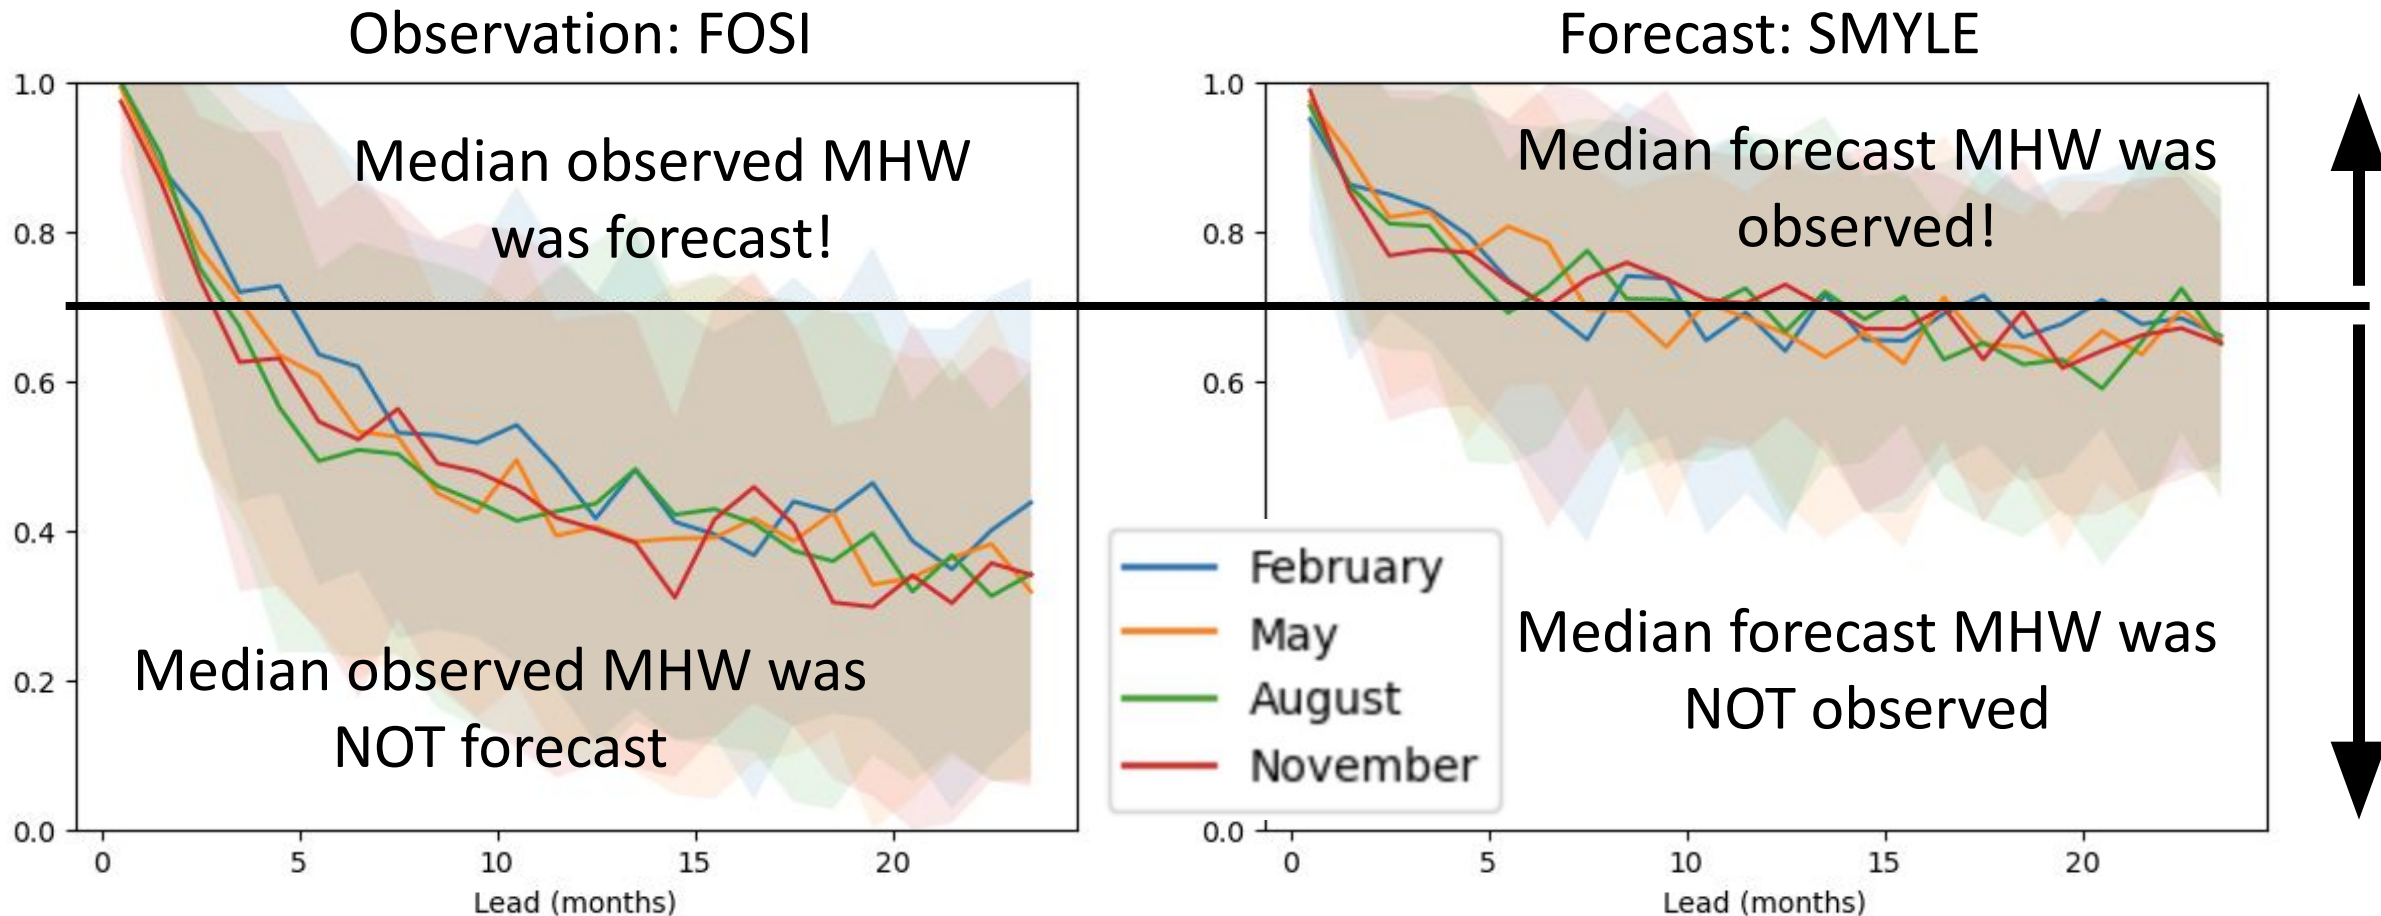 Observation: FOSI
1.0
0.8
0.6
0.4
0.2
0.0
0
5
10
15
20
Lead (months)
Median observed MHW
was forecast!
Median observed MHW was
NOT forecast
Forecast: SMYLE
1.0
0.8
0.6
0.0
0
5
10
15
20
Lead (months)
Median forecast MHW was
observed!
Median forecast MHW was
NOT observed
February
May
August
November